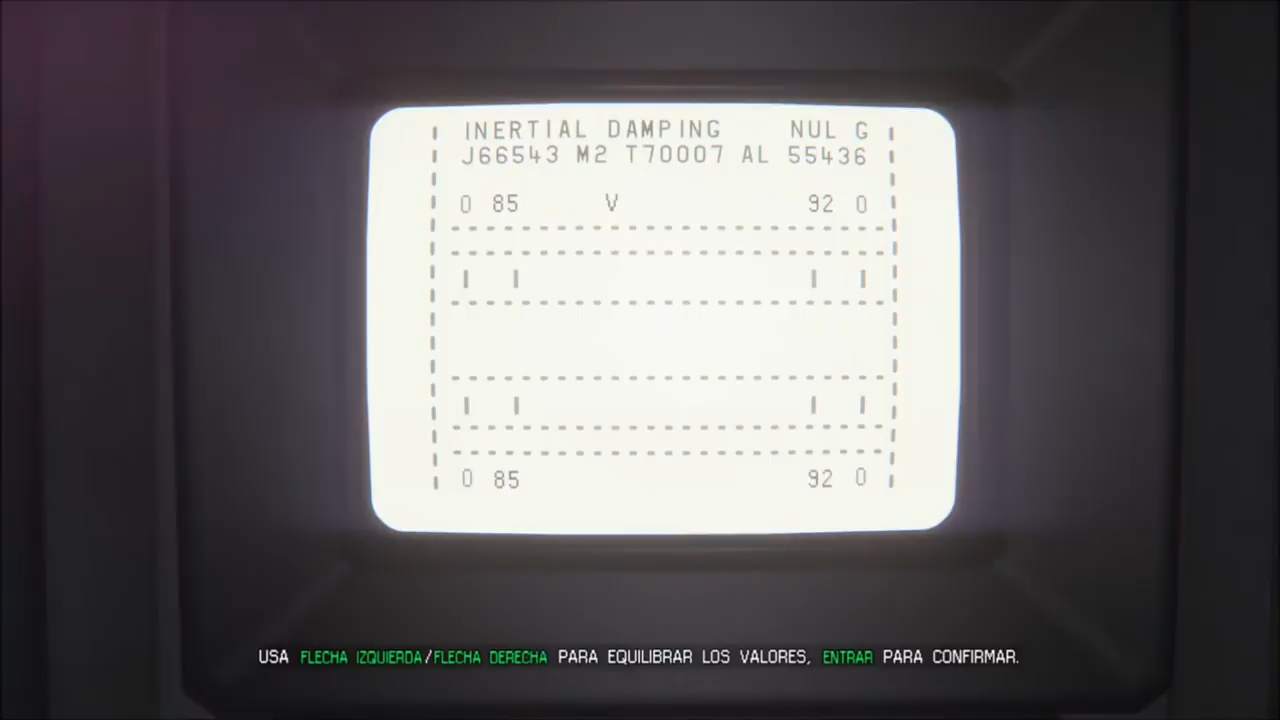 INERTIAL DAMPING NUL G
J66543 M2 T70007 AL 55436
0 85 V 92 0
0 85 92 0
USA FLECHA IZQUIERDA/FLECHA DERECHA PARA EQUILIBRAR LOS VALORES, ENTRAR PARA CONFIRMAR.